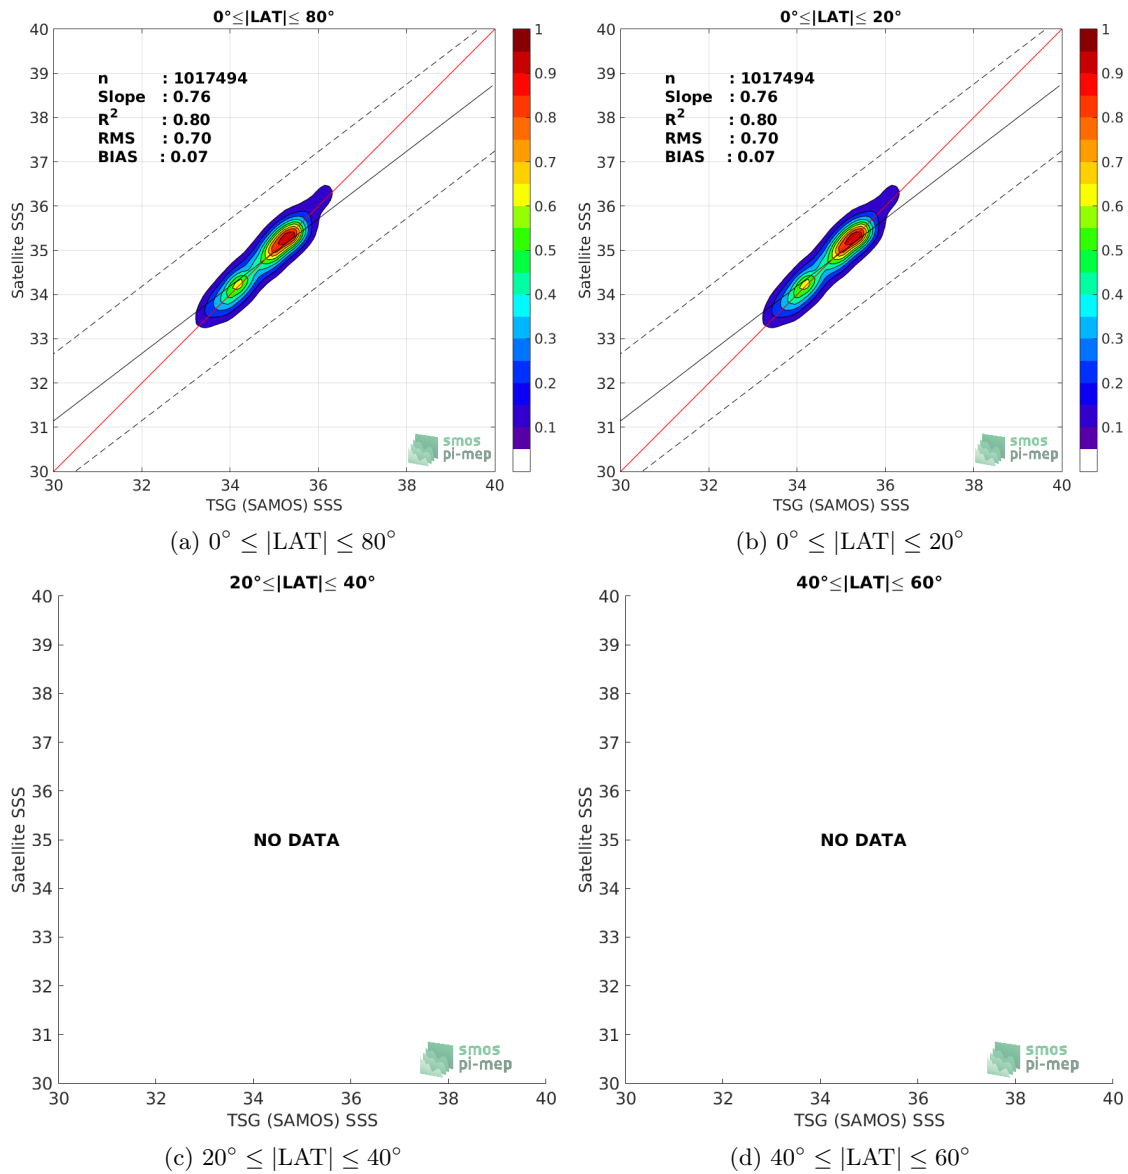 0°≤|LAT|≤ 80°
40
39
38
37
36
35
34
33
32
31
30
Satellite SSS
n : 1017494
Slope : 0.76
R2 : 0.80
RMS : 0.70
BIAS : 0.07
1
0.9
0.8
0.7
0.6
0.5
0.4
0.3
0.2
0.1
smos
pi-mep
30 32 34 36 38 40
TSG (SAMOS) SSS
(a) 0° ≤ |LAT| ≤ 80°
0°≤|LAT|≤ 20°
40
39
38
37
36
35
34
33
32
31
30
Satellite SSS
n : 1017494
Slope : 0.76
R2 : 0.80
RMS : 0.70
BIAS : 0.07
1
0.9
0.8
0.7
0.6
0.5
0.4
0.3
0.2
0.1
smos
pi-mep
30 32 34 36 38 40
TSG (SAMOS) SSS
(b) 0° ≤ |LAT| ≤ 20°
20°≤|LAT|≤ 40°
40
39
38
37
36
35
34
33
32
31
30
Satellite SSS
NO DATA
smos
pi-mep
30 32 34 36 38 40
TSG (SAMOS) SSS
(c) 20° ≤ |LAT| ≤ 40°
40°≤|LAT|≤ 60°
40
39
38
37
36
35
34
33
32
31
30
Satellite SSS
NO DATA
smos
pi-mep
30 32 34 36 38 40
TSG (SAMOS) SSS
(d) 40° ≤ |LAT| ≤ 60°